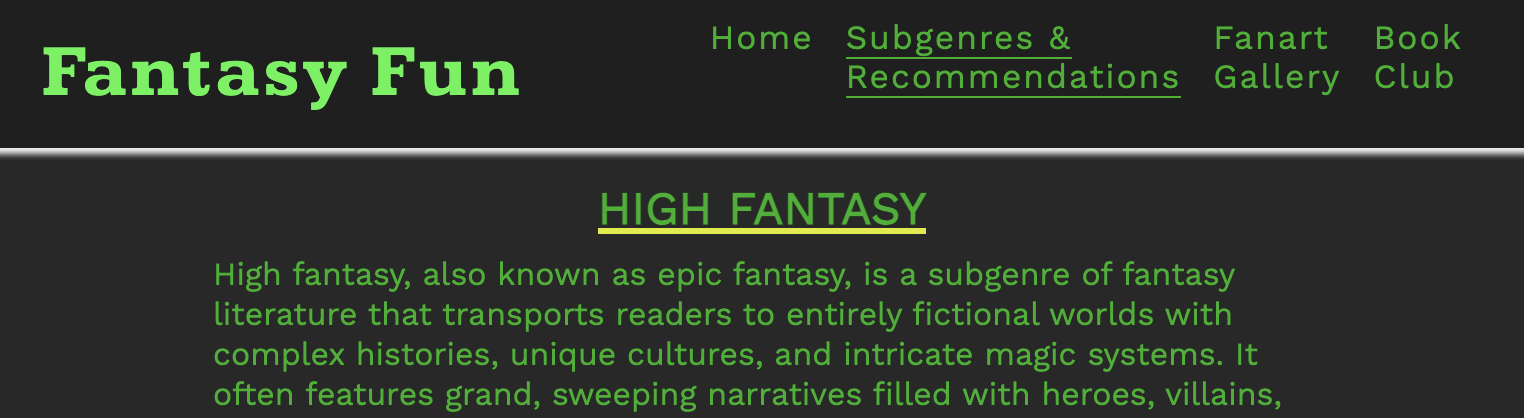 Fantasy Fun
Home
Subgenres &
Recommendations
Fanart
Gallery
Book
Club
HIGH FANTASY
High fantasy, also known as epic fantasy, is a subgenre of fantasy
literature that transports readers to entirely fictional worlds with
complex histories, unique cultures, and intricate magic systems. It
often features grand, sweeping narratives filled with heroes, villains,